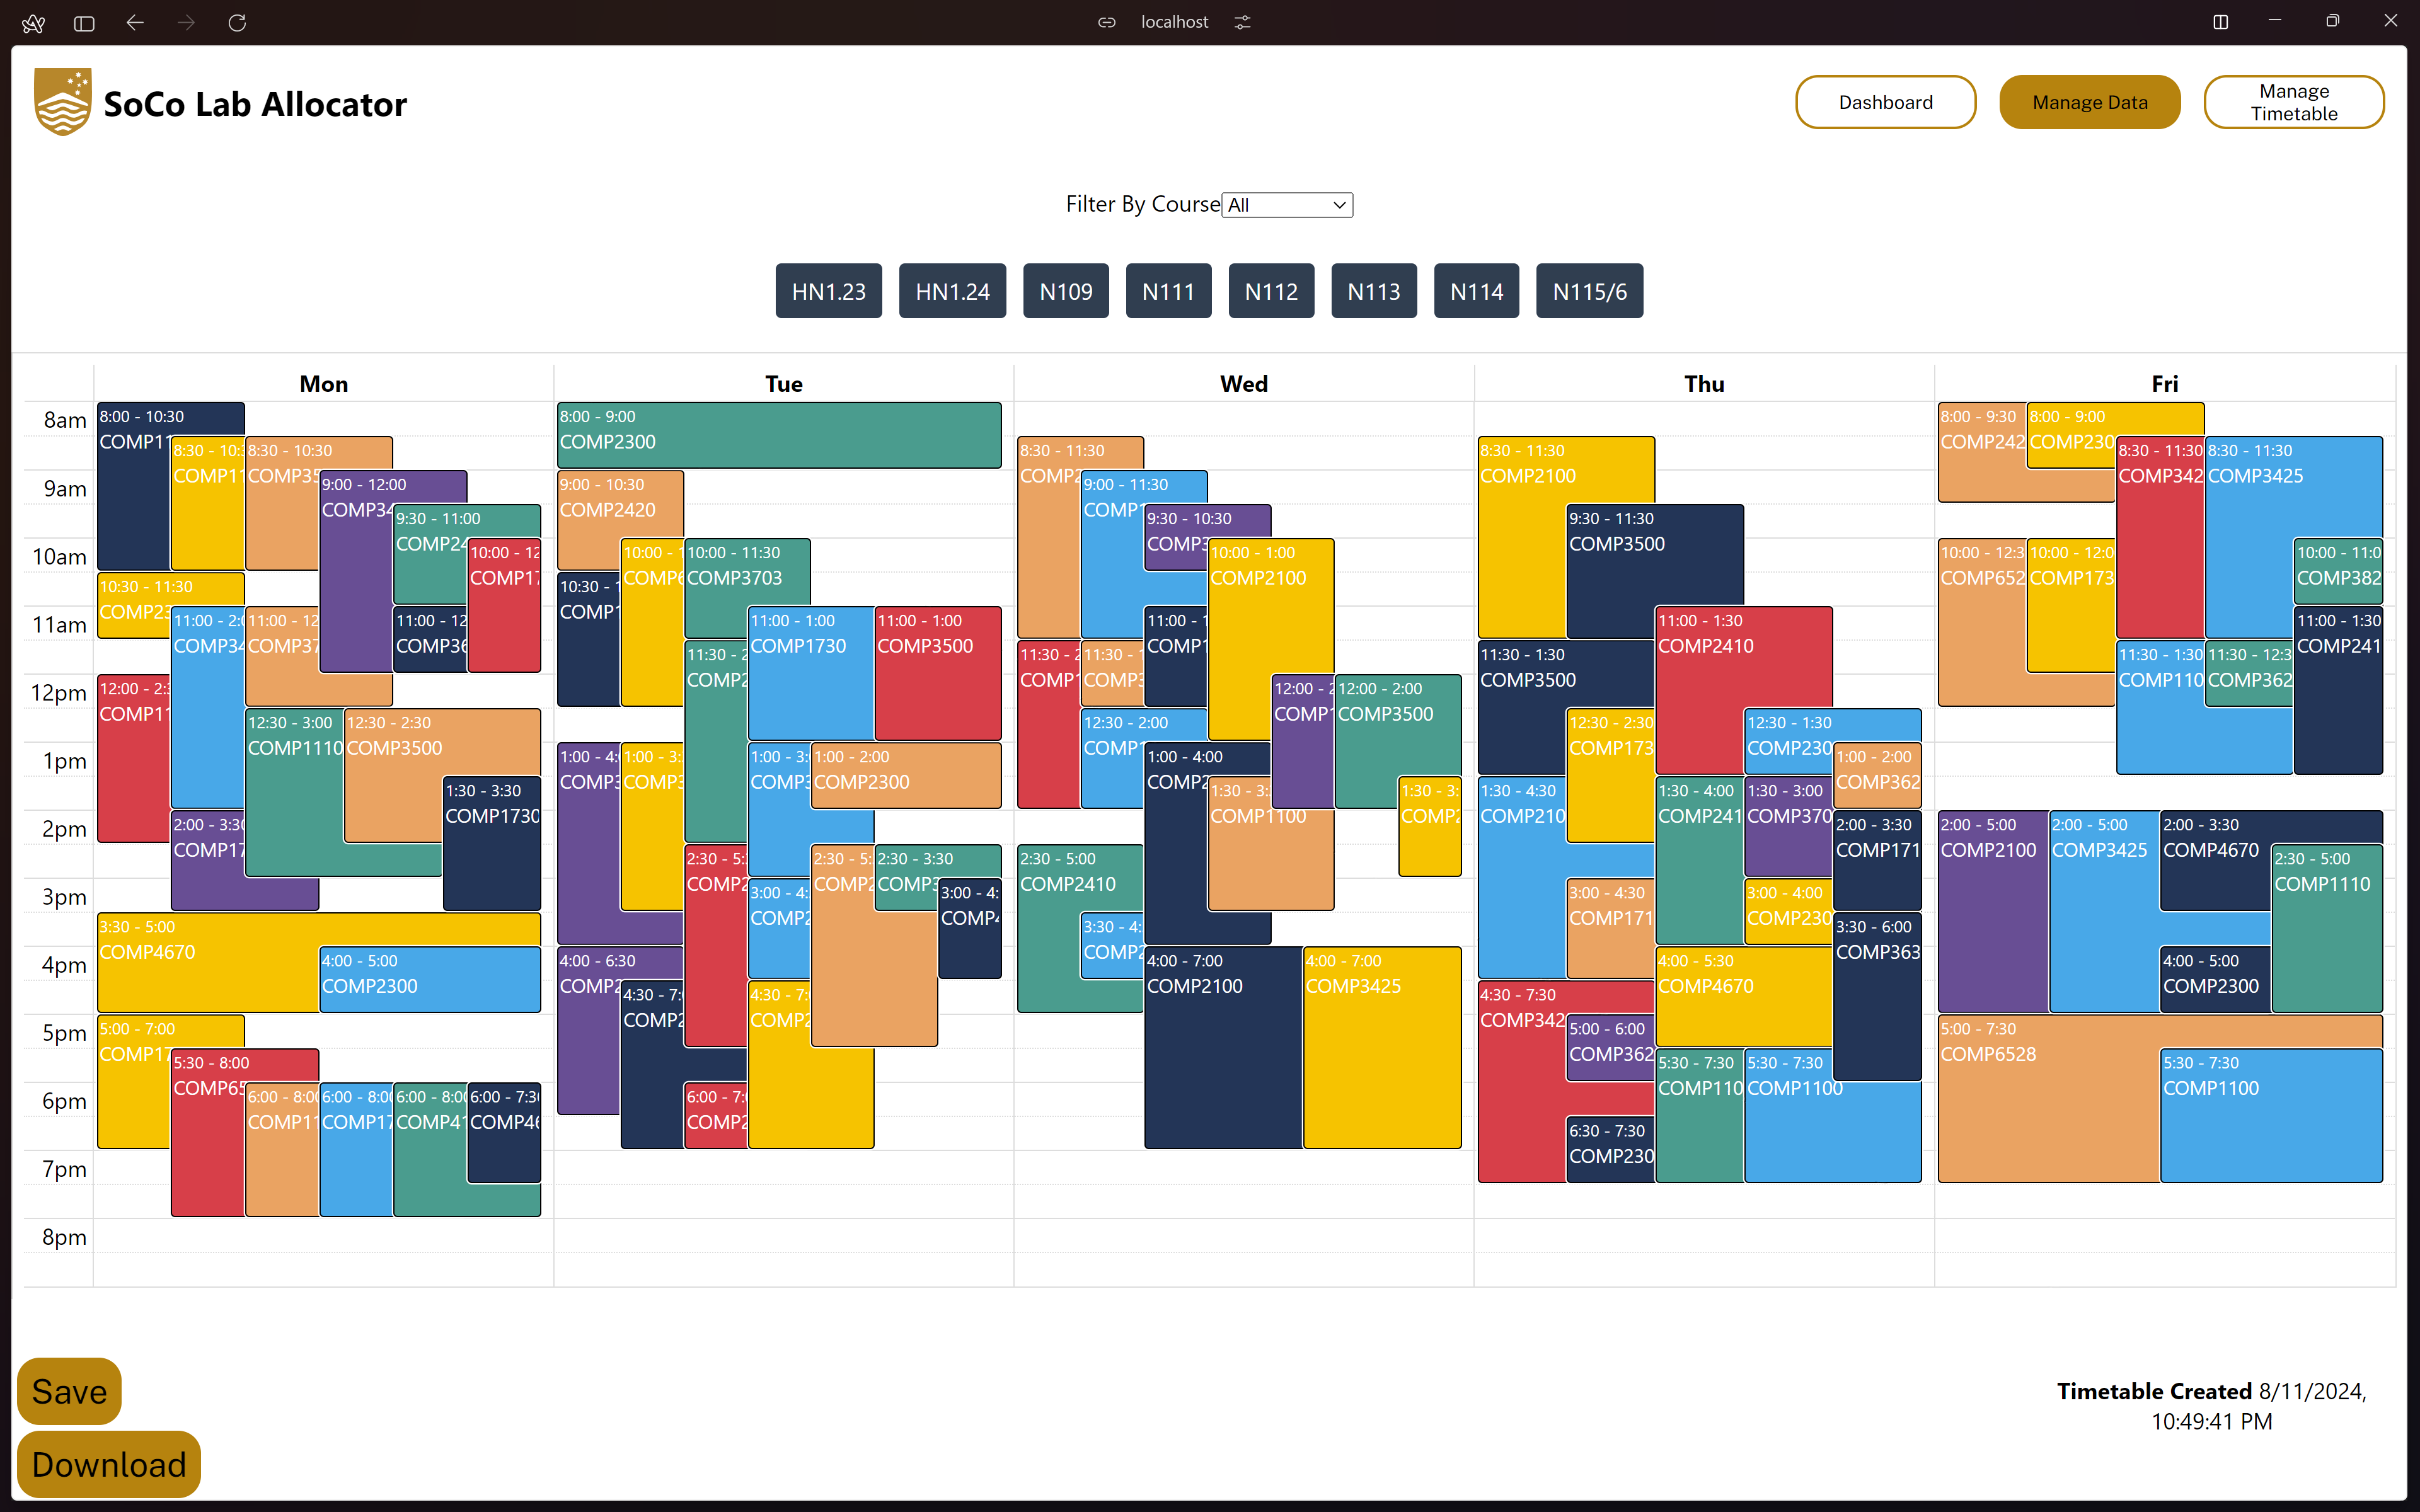 localhost
SoCo Lab Allocator
Dashboard
Manage Data
Manage
Timetable
Filter By Course All
HN1.23 HN1.24 N109 N111 N112 N113 N114 N115/6
Mon Tue Wed Thu Fri
8am
9am
10am
11am
12pm
1pm
2pm
3pm
4pm
5pm
6pm
7pm
8pm
8:00 - 10:30
COMP11
8:30 - 10:
COMP11
8:30 - 10:30
COMP35
9:00 - 12:00
COMP34
9:30 - 11:00
COMP24
10:00 - 12
COMP17
10:30 - 11:30
COMP23
11:00 - 2:0
COMP34
11:00 - 12
COMP37
11:00 - 12
COMP36
12:00 - 2:3
COMP11
12:30 - 3:00
COMP1110
12:30 - 2:30
COMP3500
1:30 - 3:30
COMP1730
2:00 - 3:30
COMP17
3:30 - 5:00
COMP4670
4:00 - 5:00
COMP2300
5:00 - 7:00
COMP17
5:30 - 8:00
COMP65
6:00 - 8:00
COMP11
6:00 - 8:00
COMP17
6:00 - 8:00
COMP41
6:00 - 7:30
COMP46
8:00 - 9:00
COMP2300
9:00 - 10:30
COMP2420
10:00 - 1
COMP6
10:00 - 11:30
COMP3703
10:30 - 1
COMP1
11:00 - 1:00
COMP1730
11:00 - 1:00
COMP3500
11:30 - 2
COMP2
1:00 - 4:0
COMP3
1:00 - 3:
COMP3
1:00 - 3:
COMP3
1:00 - 2:00
COMP2300
2:30 - 5:
COMP2
2:30 - 5:
COMP2
2:30 - 3:30
COMP3
3:00 - 4:
COMP2
3:00 - 4:
COMP4
4:00 - 6:30
COMP2
4:30 - 7:0
COMP2
4:30 - 7:
COMP2
6:00 - 7:
COMP2
8:30 - 11:30
COMP2
9:00 - 11:30
COMP1
9:30 - 10:30
COMP3
10:00 - 1:00
COMP2100
11:00 - 1
COMP1
11:30 - 2
COMP1
11:30 - 1
COMP3
12:00 - 2
COMP1
12:00 - 2:00
COMP3500
12:30 - 2:00
COMP1
1:00 - 4:00
COMP2
1:30 - 3:
COMP1100
1:30 - 3:
COMP2
2:30 - 5:00
COMP2410
3:30 - 4:
COMP2
4:00 - 7:00
COMP2100
4:00 - 7:00
COMP3425
8:30 - 11:30
COMP2100
9:30 - 11:30
COMP3500
11:00 - 1:30
COMP2410
11:30 - 1:30
COMP3500
12:30 - 2:30
COMP173
12:30 - 1:30
COMP230
1:00 - 2:00
COMP362
1:30 - 4:30
COMP210
1:30 - 4:00
COMP241
1:30 - 3:00
COMP370
2:00 - 3:30
COMP171
3:00 - 4:30
COMP171
3:00 - 4:00
COMP230
3:30 - 6:00
COMP363
4:00 - 5:30
COMP4670
4:30 - 7:30
COMP342
5:00 - 6:00
COMP362
5:30 - 7:30
COMP110
5:30 - 7:30
COMP1100
6:30 - 7:30
COMP230
8:00 - 9:30
COMP242
8:00 - 9:00
COMP230
8:30 - 11:30
COMP342
8:30 - 11:30
COMP3425
10:00 - 12:3
COMP652
10:00 - 12:0
COMP173
10:00 - 11:0
COMP382
11:00 - 1:30
COMP241
11:30 - 1:30
COMP110
11:30 - 12:3
COMP362
2:00 - 5:00
COMP2100
2:00 - 5:00
COMP3425
2:00 - 3:30
COMP4670
2:30 - 5:00
COMP1110
4:00 - 5:00
COMP2300
5:00 - 7:30
COMP6528
5:30 - 7:30
COMP1100
Save
Download
Timetable Created 8/11/2024,
10:49:41 PM